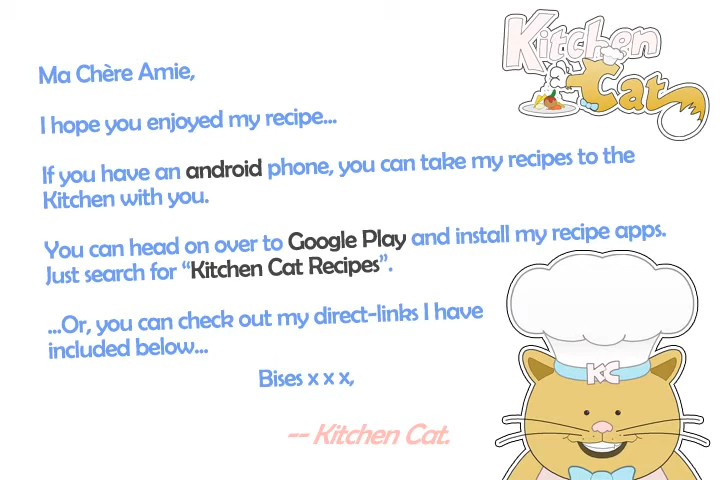 Kitchen
Cat
Ma Chère Amie,
I hope you enjoyed my recipe...
If you have an android phone, you can take my recipes to the
Kitchen with you.
You can head on over to Google Play and install my recipe apps.
Just search for “Kitchen Cat Recipes”.
...Or, you can check out my direct-links I have
included below...
Bises x x x,
-- Kitchen Cat.
KC